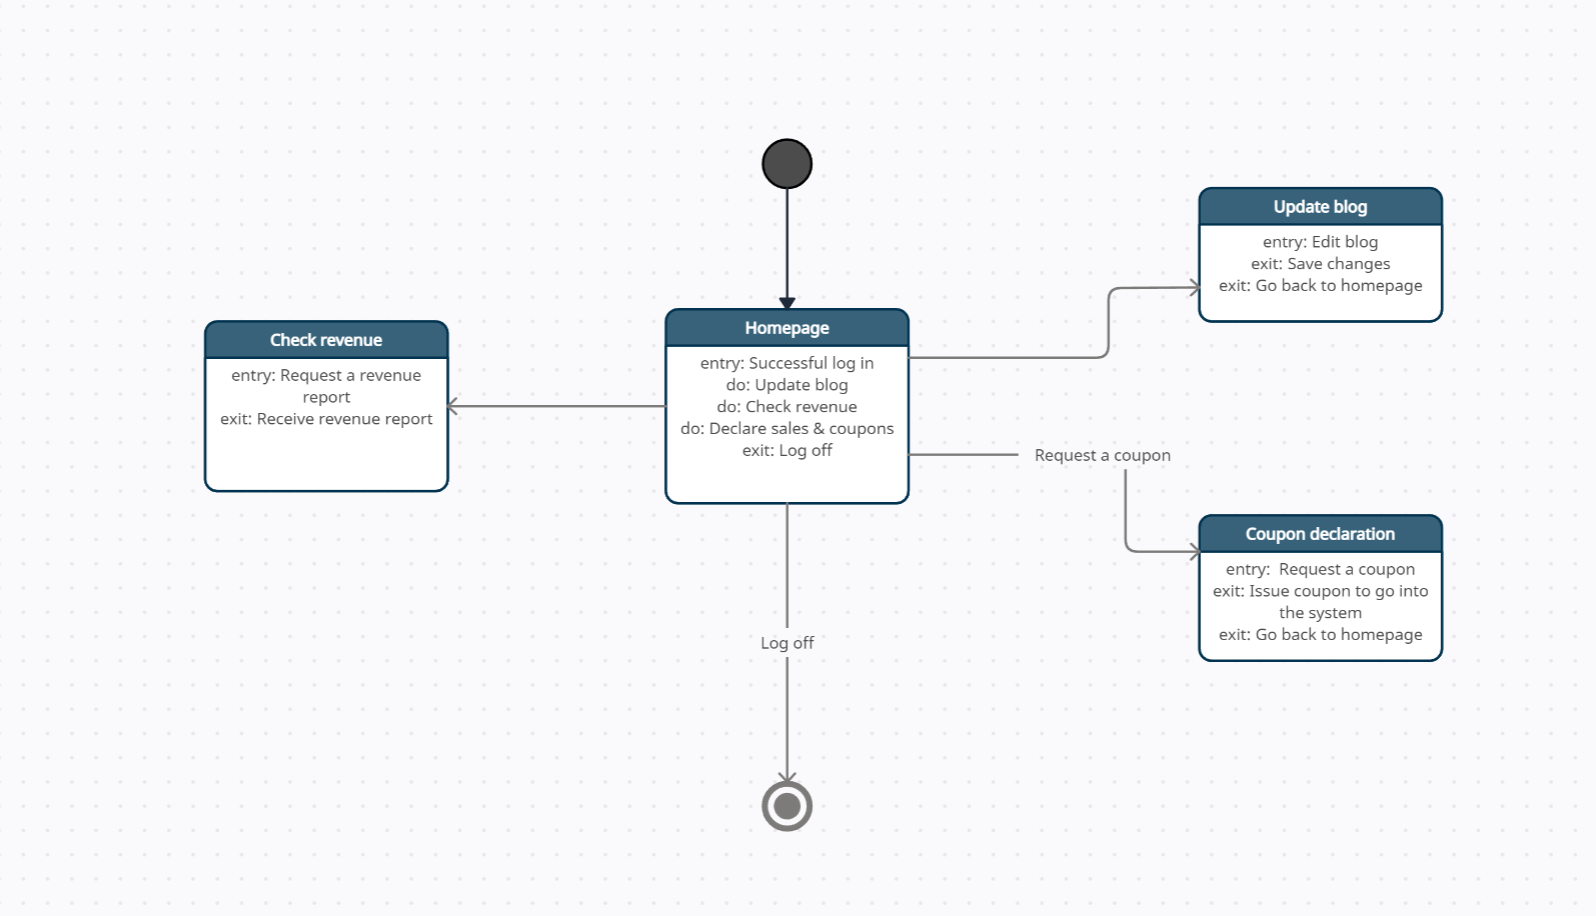 Update blog
entry: Edit blog
exit: Save changes
exit: Go back to homepage
Homepage
entry: Successful log in
do: Update blog
do: Check revenue
do: Declare sales & coupons
exit: Log off
Check revenue
entry: Request a revenue
report
exit: Receive revenue report
Request a coupon
Coupon declaration
entry:  Request a coupon
exit: Issue coupon to go into
the system
exit: Go back to homepage
Log off